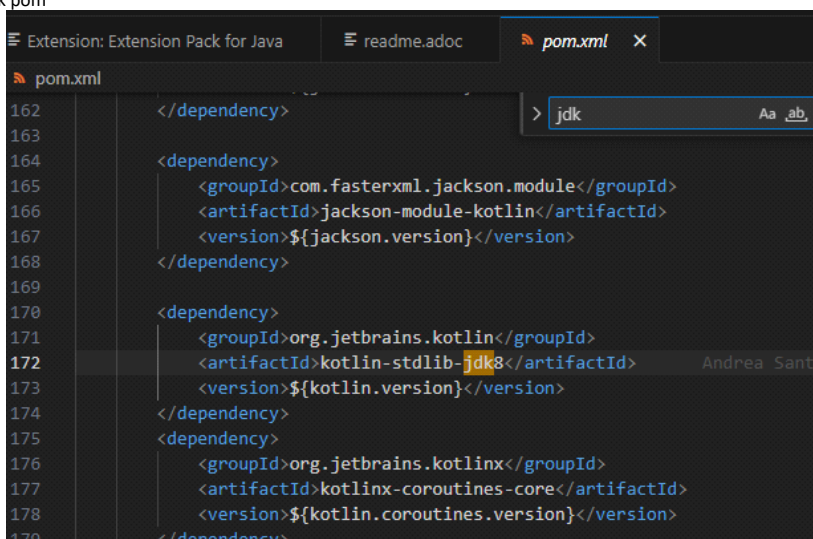 k pom
Extension: Extension Pack for Java readme.adoc pom.xml
pom.xml
jdk Aa ab,
162 </dependency>
163
164 <dependency>
165 <groupId>com.fasterxml.jackson.module</groupId>
166 <artifactId>jackson-module-kotlin</artifactId>
167 <version>${jackson.version}</version>
168 </dependency>
169
170 <dependency>
171 <groupId>org.jetbrains.kotlin</groupId>
172 <artifactId>kotlin-stdlib-jdk8</artifactId> Andrea Sant
173 <version>${kotlin.version}</version>
174 </dependency>
175 <dependency>
176 <groupId>org.jetbrains.kotlinx</groupId>
177 <artifactId>kotlinx-coroutines-core</artifactId>
178 <version>${kotlin.coroutines.version}</version>
179 </dependency>